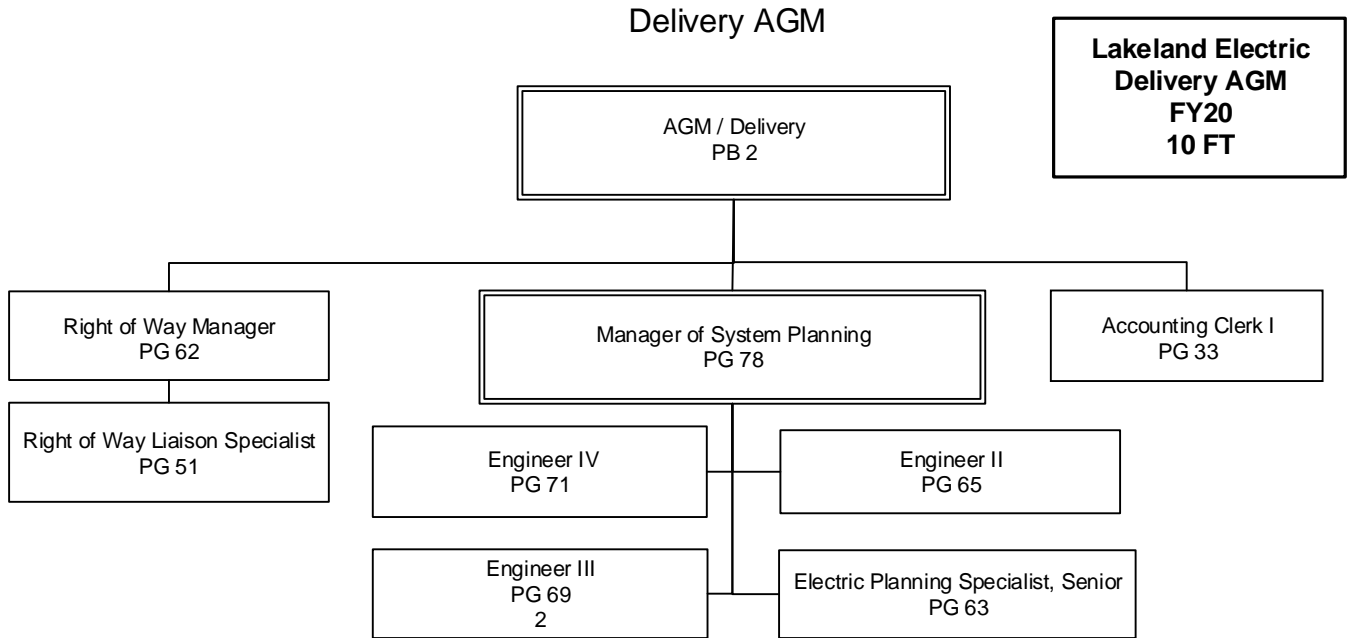 Delivery AGM
Lakeland Electric
Delivery AGM
FY20
10 FT
AGM / Delivery
PB 2
Right of Way Manager
PG 62
Manager of System Planning
PG 78
Accounting Clerk I
PG 33
Right of Way Liaison Specialist
PG 51
Engineer IV
PG 71
Engineer II
PG 65
Engineer III
PG 69
2
Electric Planning Specialist, Senior
PG 63